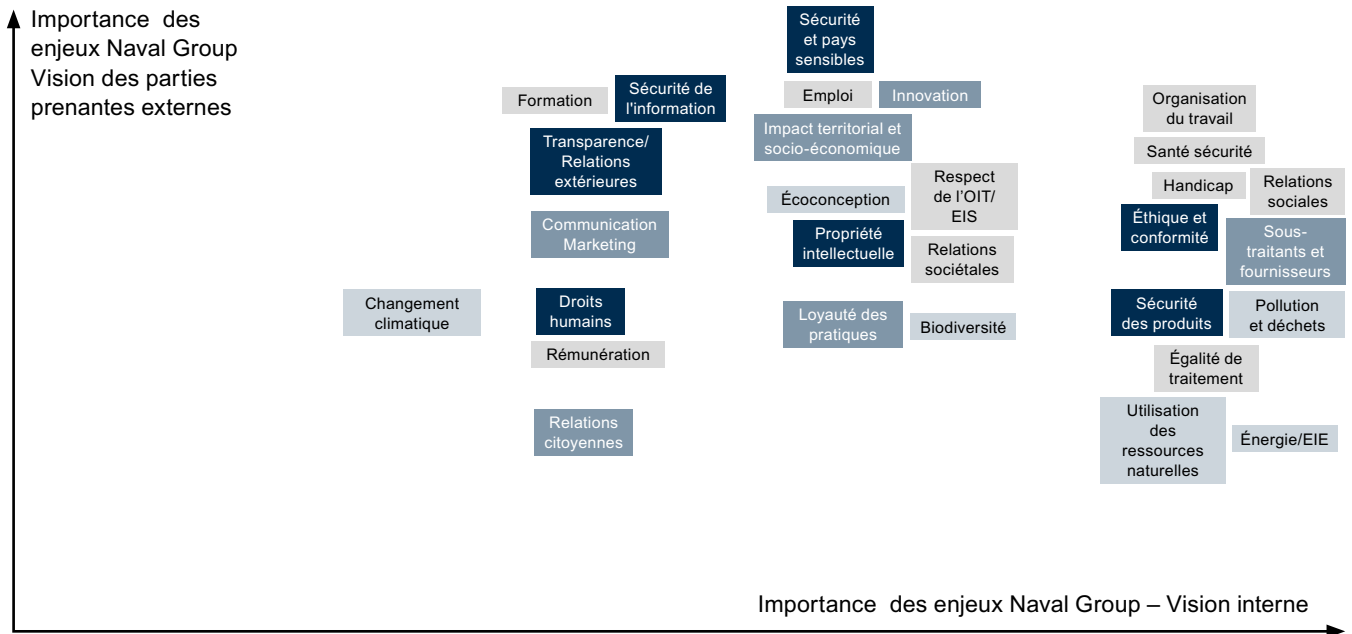 Importance des
enjeux Naval Group
Vision des parties
prenantes externes
Sécurité
et pays
sensibles
Formation
Sécurité de
l'information
Emploi
Innovation
Organisation
du travail
Transparence/
Relations
extérieures
Impact territorial et
socio-économique
Santé sécurité
Écoconception
Respect
de l’OIT/
EIS
Handicap
Relations
sociales
Communication
Marketing
Propriété
intellectuelle
Relations
sociétales
Éthique et
conformité
Sous-
traitants et
fournisseurs
Changement
climatique
Droits
humains
Loyauté des
pratiques
Biodiversité
Sécurité
des produits
Pollution
et déchets
Rémunération
Égalité de
traitement
Relations
citoyennes
Utilisation
des
ressources
naturelles
Énergie/EIE
Importance des enjeux Naval Group – Vision interne